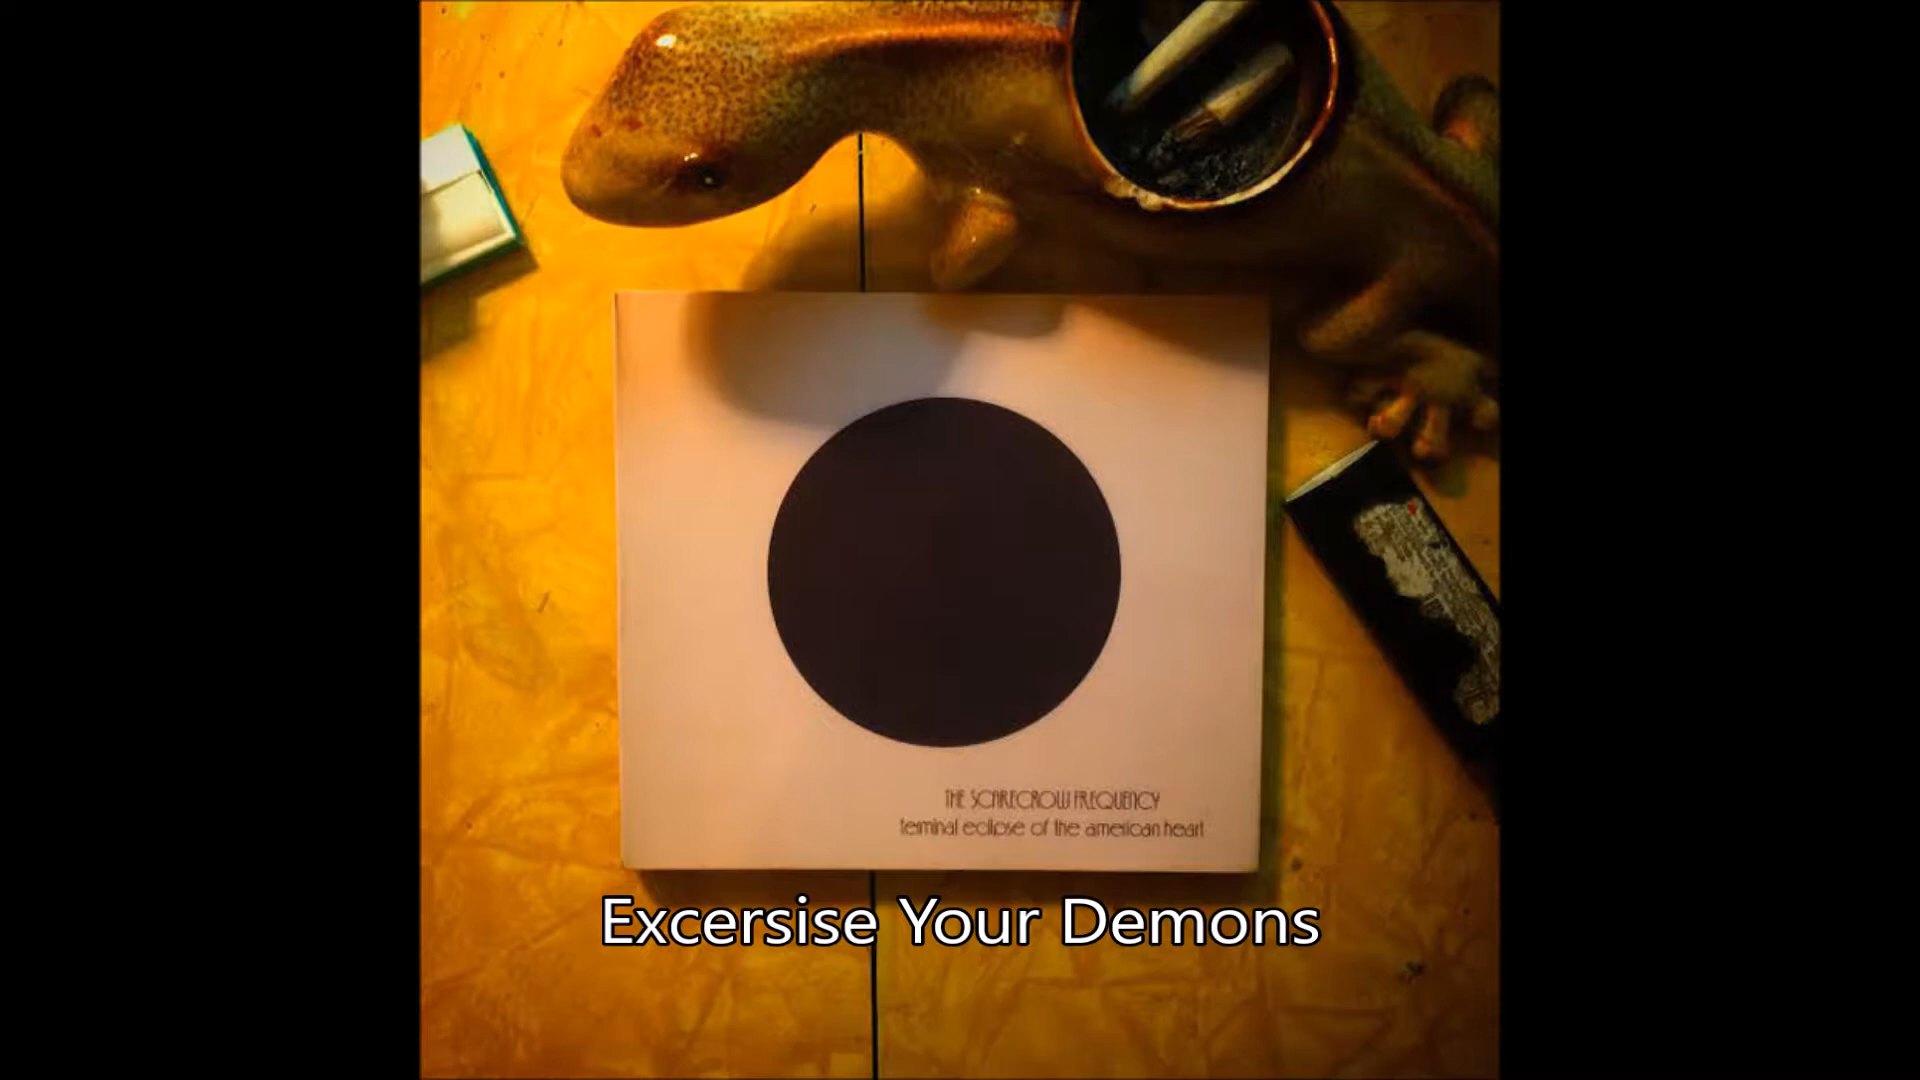 THE SCARECROW FREQUENCY
terminal eclipse of the american heart
Excersise Your Demons